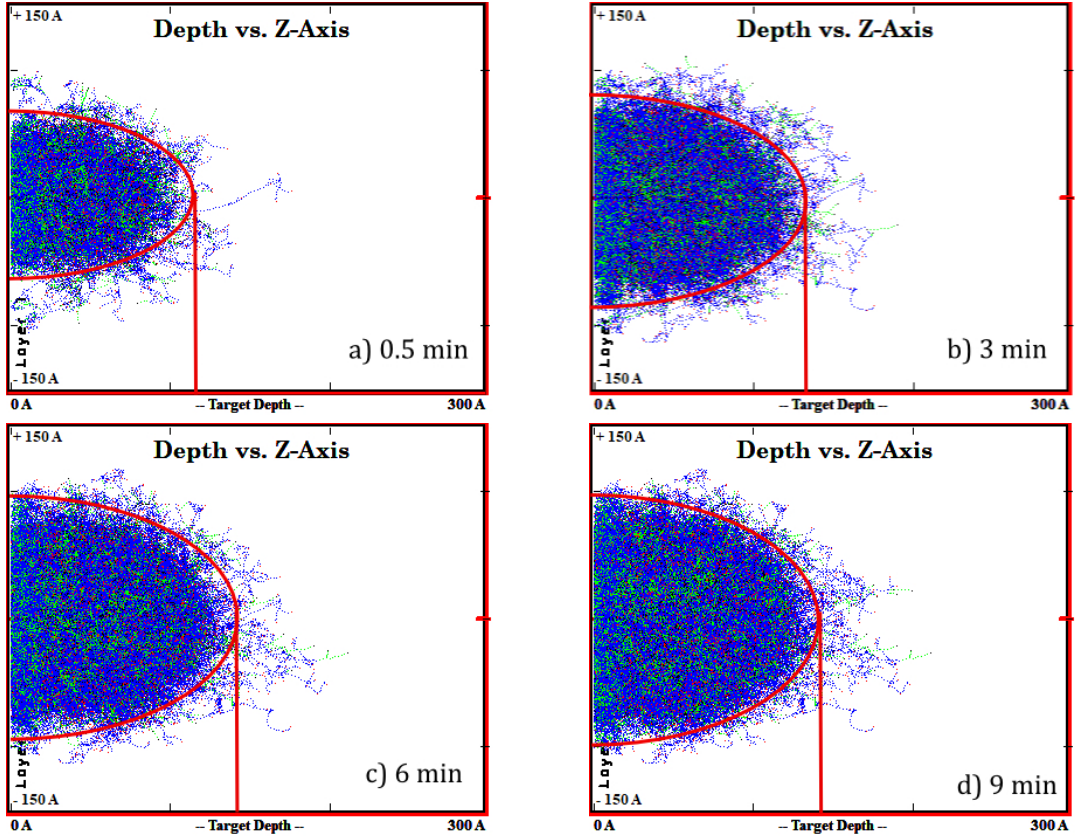 + 150 A
Depth vs. Z-Axis
Layer 1
a) 0.5 min
- 150 A
0 A
-- Target Depth --
300 A
+ 150 A
Depth vs. Z-Axis
Layer 1
b) 3 min
- 150 A
0 A
-- Target Depth --
300 A
+ 150 A
Depth vs. Z-Axis
Layer
c) 6 min
- 150 A
0 A
-- Target Depth --
300 A
+ 150 A
Depth vs. Z-Axis
Layer
d) 9 min
- 150 A
0 A
-- Target Depth --
300 A